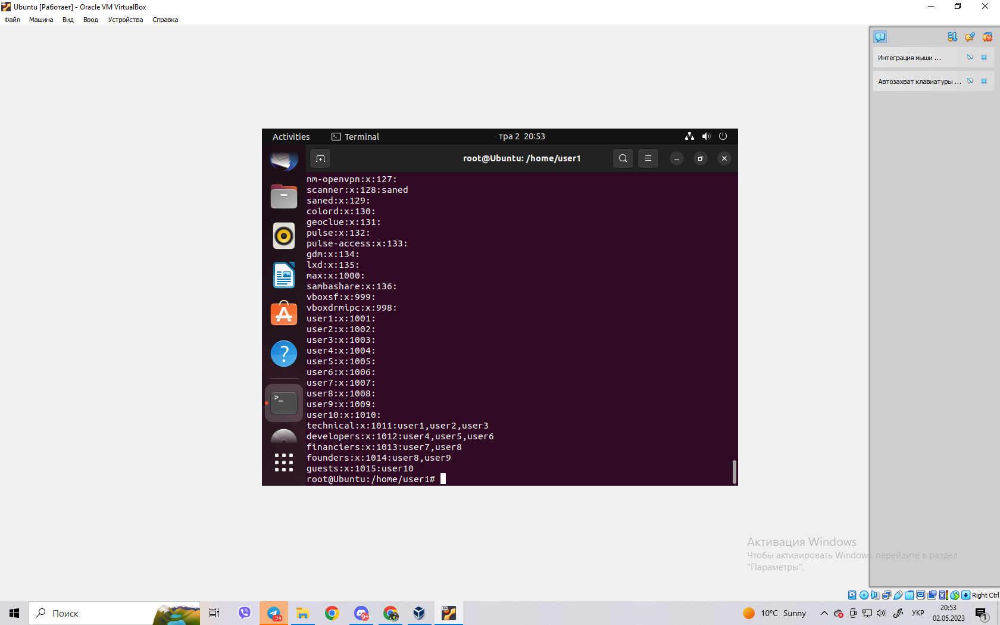 Ubuntu [Работает] - Oracle VM VirtualBox
Файл Машина Вид Ввод Устройства Справка
Интеграция мыши ...
Автозахват клавиатуры ...
Activities Terminal тра 2 20:53
root@Ubuntu: /home/user1
nm-openvpn:x:127:
scanner:x:128:saned
saned:x:129:
colord:x:130:
geoclue:x:131:
pulse:x:132:
pulse-access:x:133:
gdm:x:134:
lxd:x:135:
max:x:1000:
sambashare:x:136:
vboxsf:x:999:
vboxdrmipc:x:998:
user1:x:1001:
user2:x:1002:
user3:x:1003:
user4:x:1004:
user5:x:1005:
user6:x:1006:
user7:x:1007:
user8:x:1008:
user9:x:1009:
user10:x:1010:
technical:x:1011:user1,user2,user3
developers:x:1012:user4,user5,user6
financiers:x:1013:user7,user8
founders:x:1014:user8,user9
guests:x:1015:user10
root@Ubuntu:/home/user1#
Активация Windows
Чтобы активировать Windows, перейдите в раздел
"Параметры".
Right Ctrl
Поиск
79
9+
64
10°C Sunny
УКР
20:53
02.05.2023
1